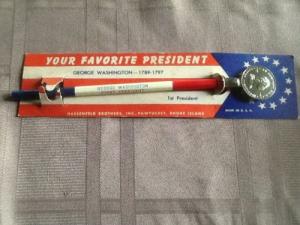 YOUR FAVORITE PRESIDENT
GEORGE WASHINGTON—1789-1797
GEORGE WASHINGTON
1st President
HASSENFELD BROTHERS, INC. PAWTUCKET, RHODE ISLAND
MADE IN U.S.A.